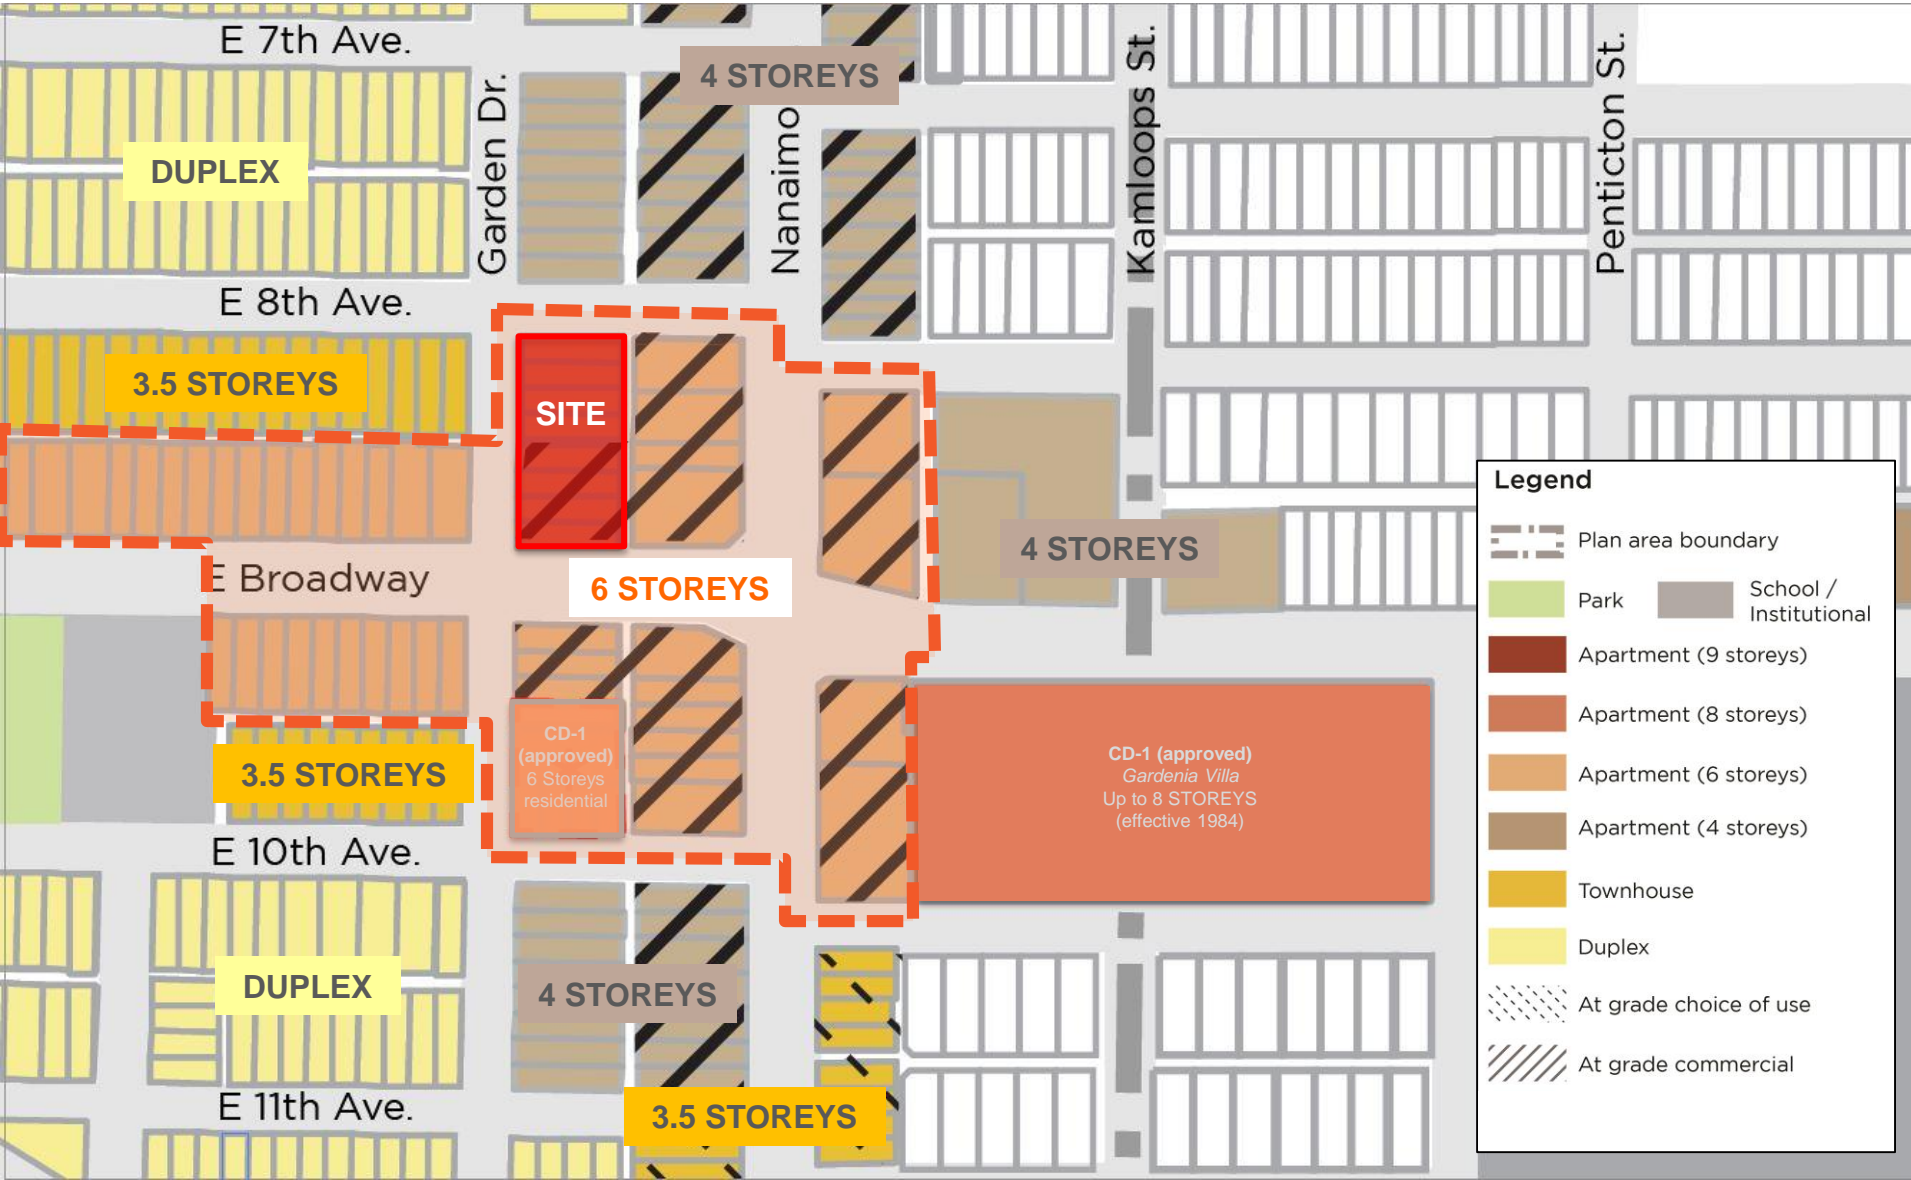 E 7th Ave.
4 STOREYS
Garden Dr.
Nanaimo
Kamloops St.
Penticton St.
DUPLEX
E 8th Ave.
3.5 STOREYS
SITE
4 STOREYS
E Broadway
6 STOREYS
3.5 STOREYS
CD-1
(approved)
6 Storeys
residential
CD-1 (approved)
Gardenia Villa
Up to 8 STOREYS
(effective 1984)
E 10th Ave.
DUPLEX
4 STOREYS
E 11th Ave.
3.5 STOREYS
Legend
Plan area boundary
Park
School /
Institutional
Apartment (9 storeys)
Apartment (8 storeys)
Apartment (6 storeys)
Apartment (4 storeys)
Townhouse
Duplex
At grade choice of use
At grade commercial